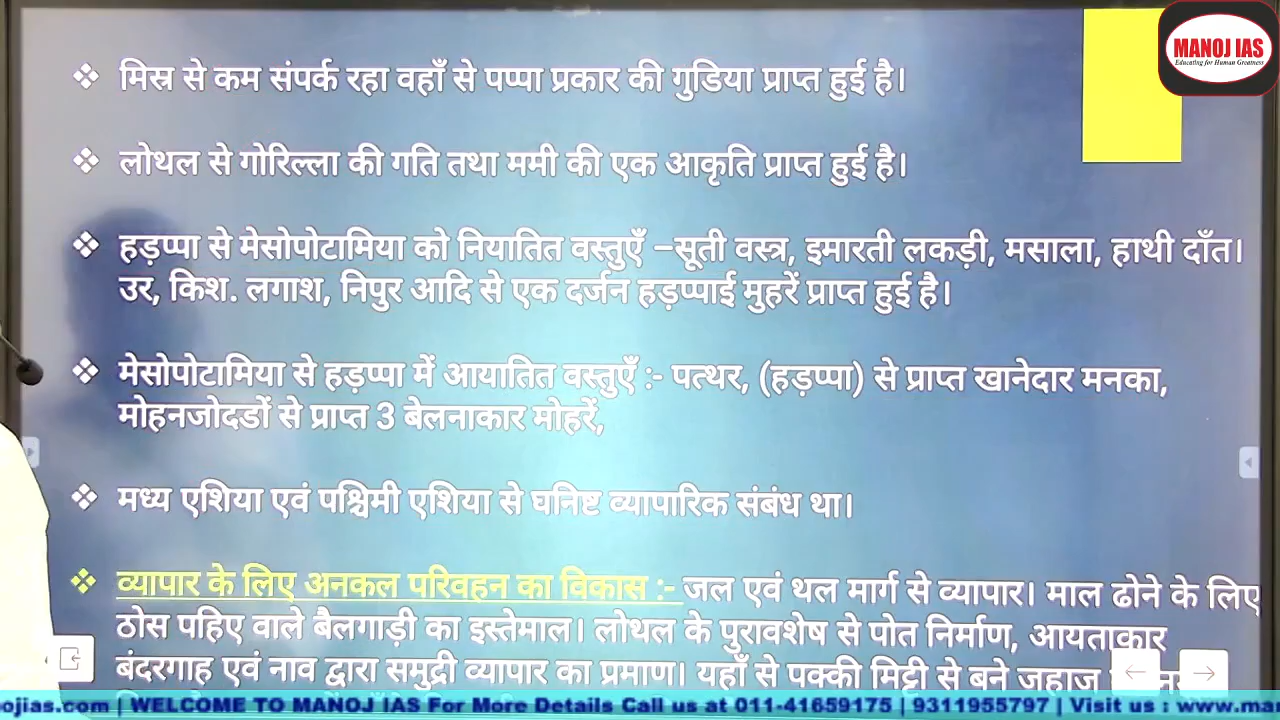 MANOJ IAS
Educating for Human Greatness
❖ मिस्र से कम संपर्क रहा वहाँ से पप्पा प्रकार की गुडिया प्राप्त हुई है।
❖ लोथल से गोरिल्ला की गति तथा ममी की एक आकृति प्राप्त हुई है।
❖ हड़प्पा से मेसोपोटामिया को नियातित वस्तुएँ –सूती वस्त्र, इमारती लकड़ी, मसाला, हाथी दाँत।
उर, किश. लगाश, निपुर आदि से एक दर्जन हड़प्पाई मुहरें प्राप्त हुई है।
❖ मेसोपोटामिया से हड़प्पा में आयातित वस्तुएँ :- पत्थर, (हड़प्पा) से प्राप्त खानेदार मनका,
मोहनजोदडों से प्राप्त 3 बेलनाकार मोहरें,
❖ मध्य एशिया एवं पश्चिमी एशिया से घनिष्ट व्यापारिक संबंध था।
❖ व्यापार के लिए अनकल परिवहन का विकास :- जल एवं थल मार्ग से व्यापार। माल ढोने के लिए
ठोस पहिए वाले बैलगाड़ी का इस्तेमाल। लोथल के पुरावशेष से पोत निर्माण, आयताकार
बंदरगाह एवं नाव द्वारा समुद्री व्यापार का प्रमाण। यहाँ से पक्की मिट्टी से बने जहाज
ojias.com | WELCOME TO MANOJ IAS For More Details Call us at 011-41659175 | 9311955797 | Visit us : www.ma